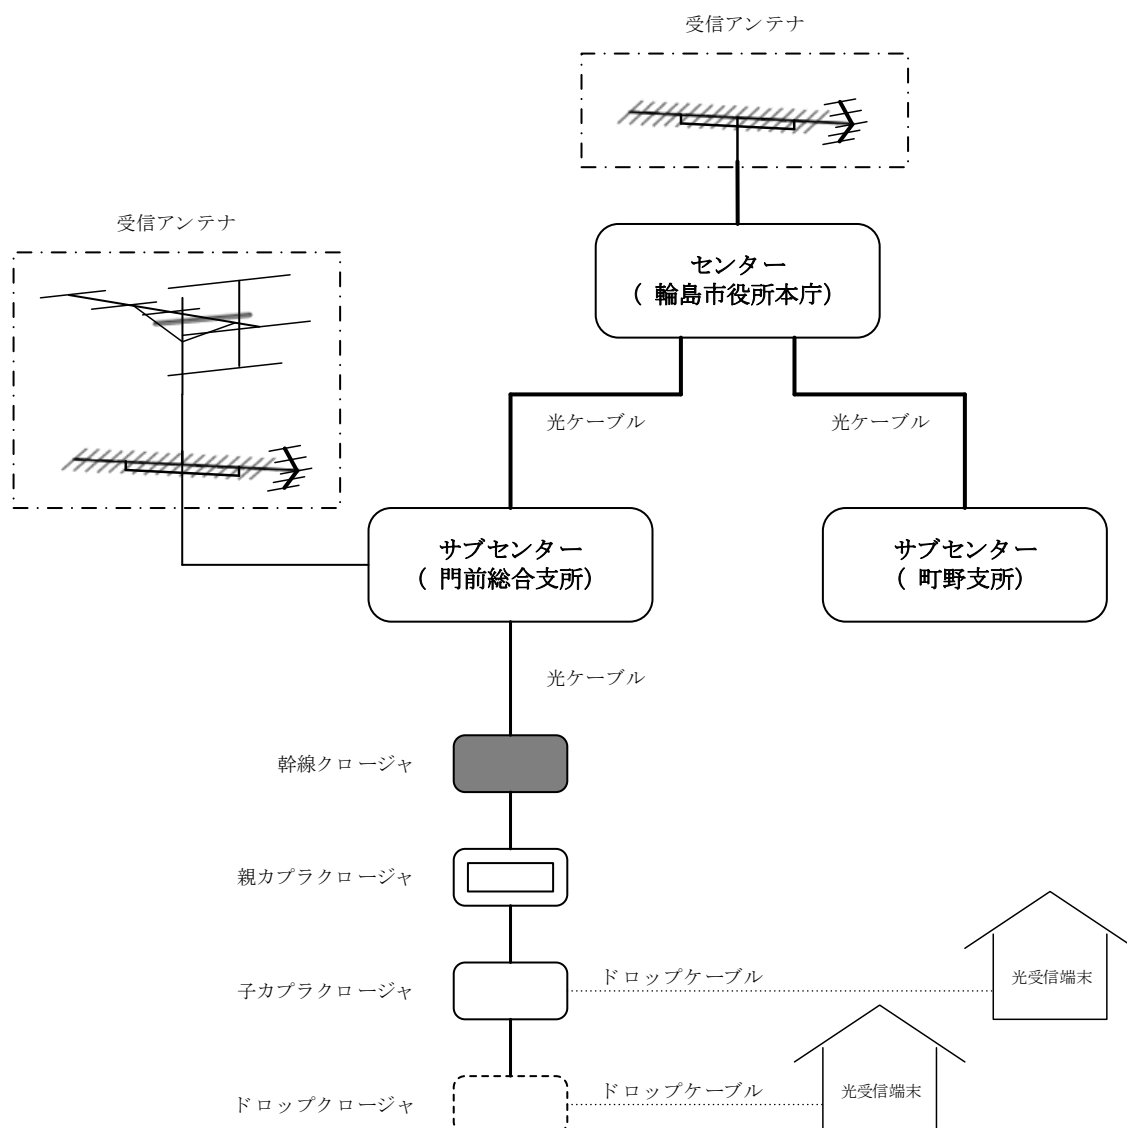 受信アンテナ
受信アンテナ
センター
( 輪島市役所本庁)
光ケーブル
光ケーブル
サブセンター
( 門前総合支所)
サブセンター
( 町野支所)
光ケーブル
幹線クロージャ
親カプラクロージャ
子カプラクロージャ
ドロップケーブル
光受信端末
ドロップクロージャ
ドロップケーブル
光受信端末